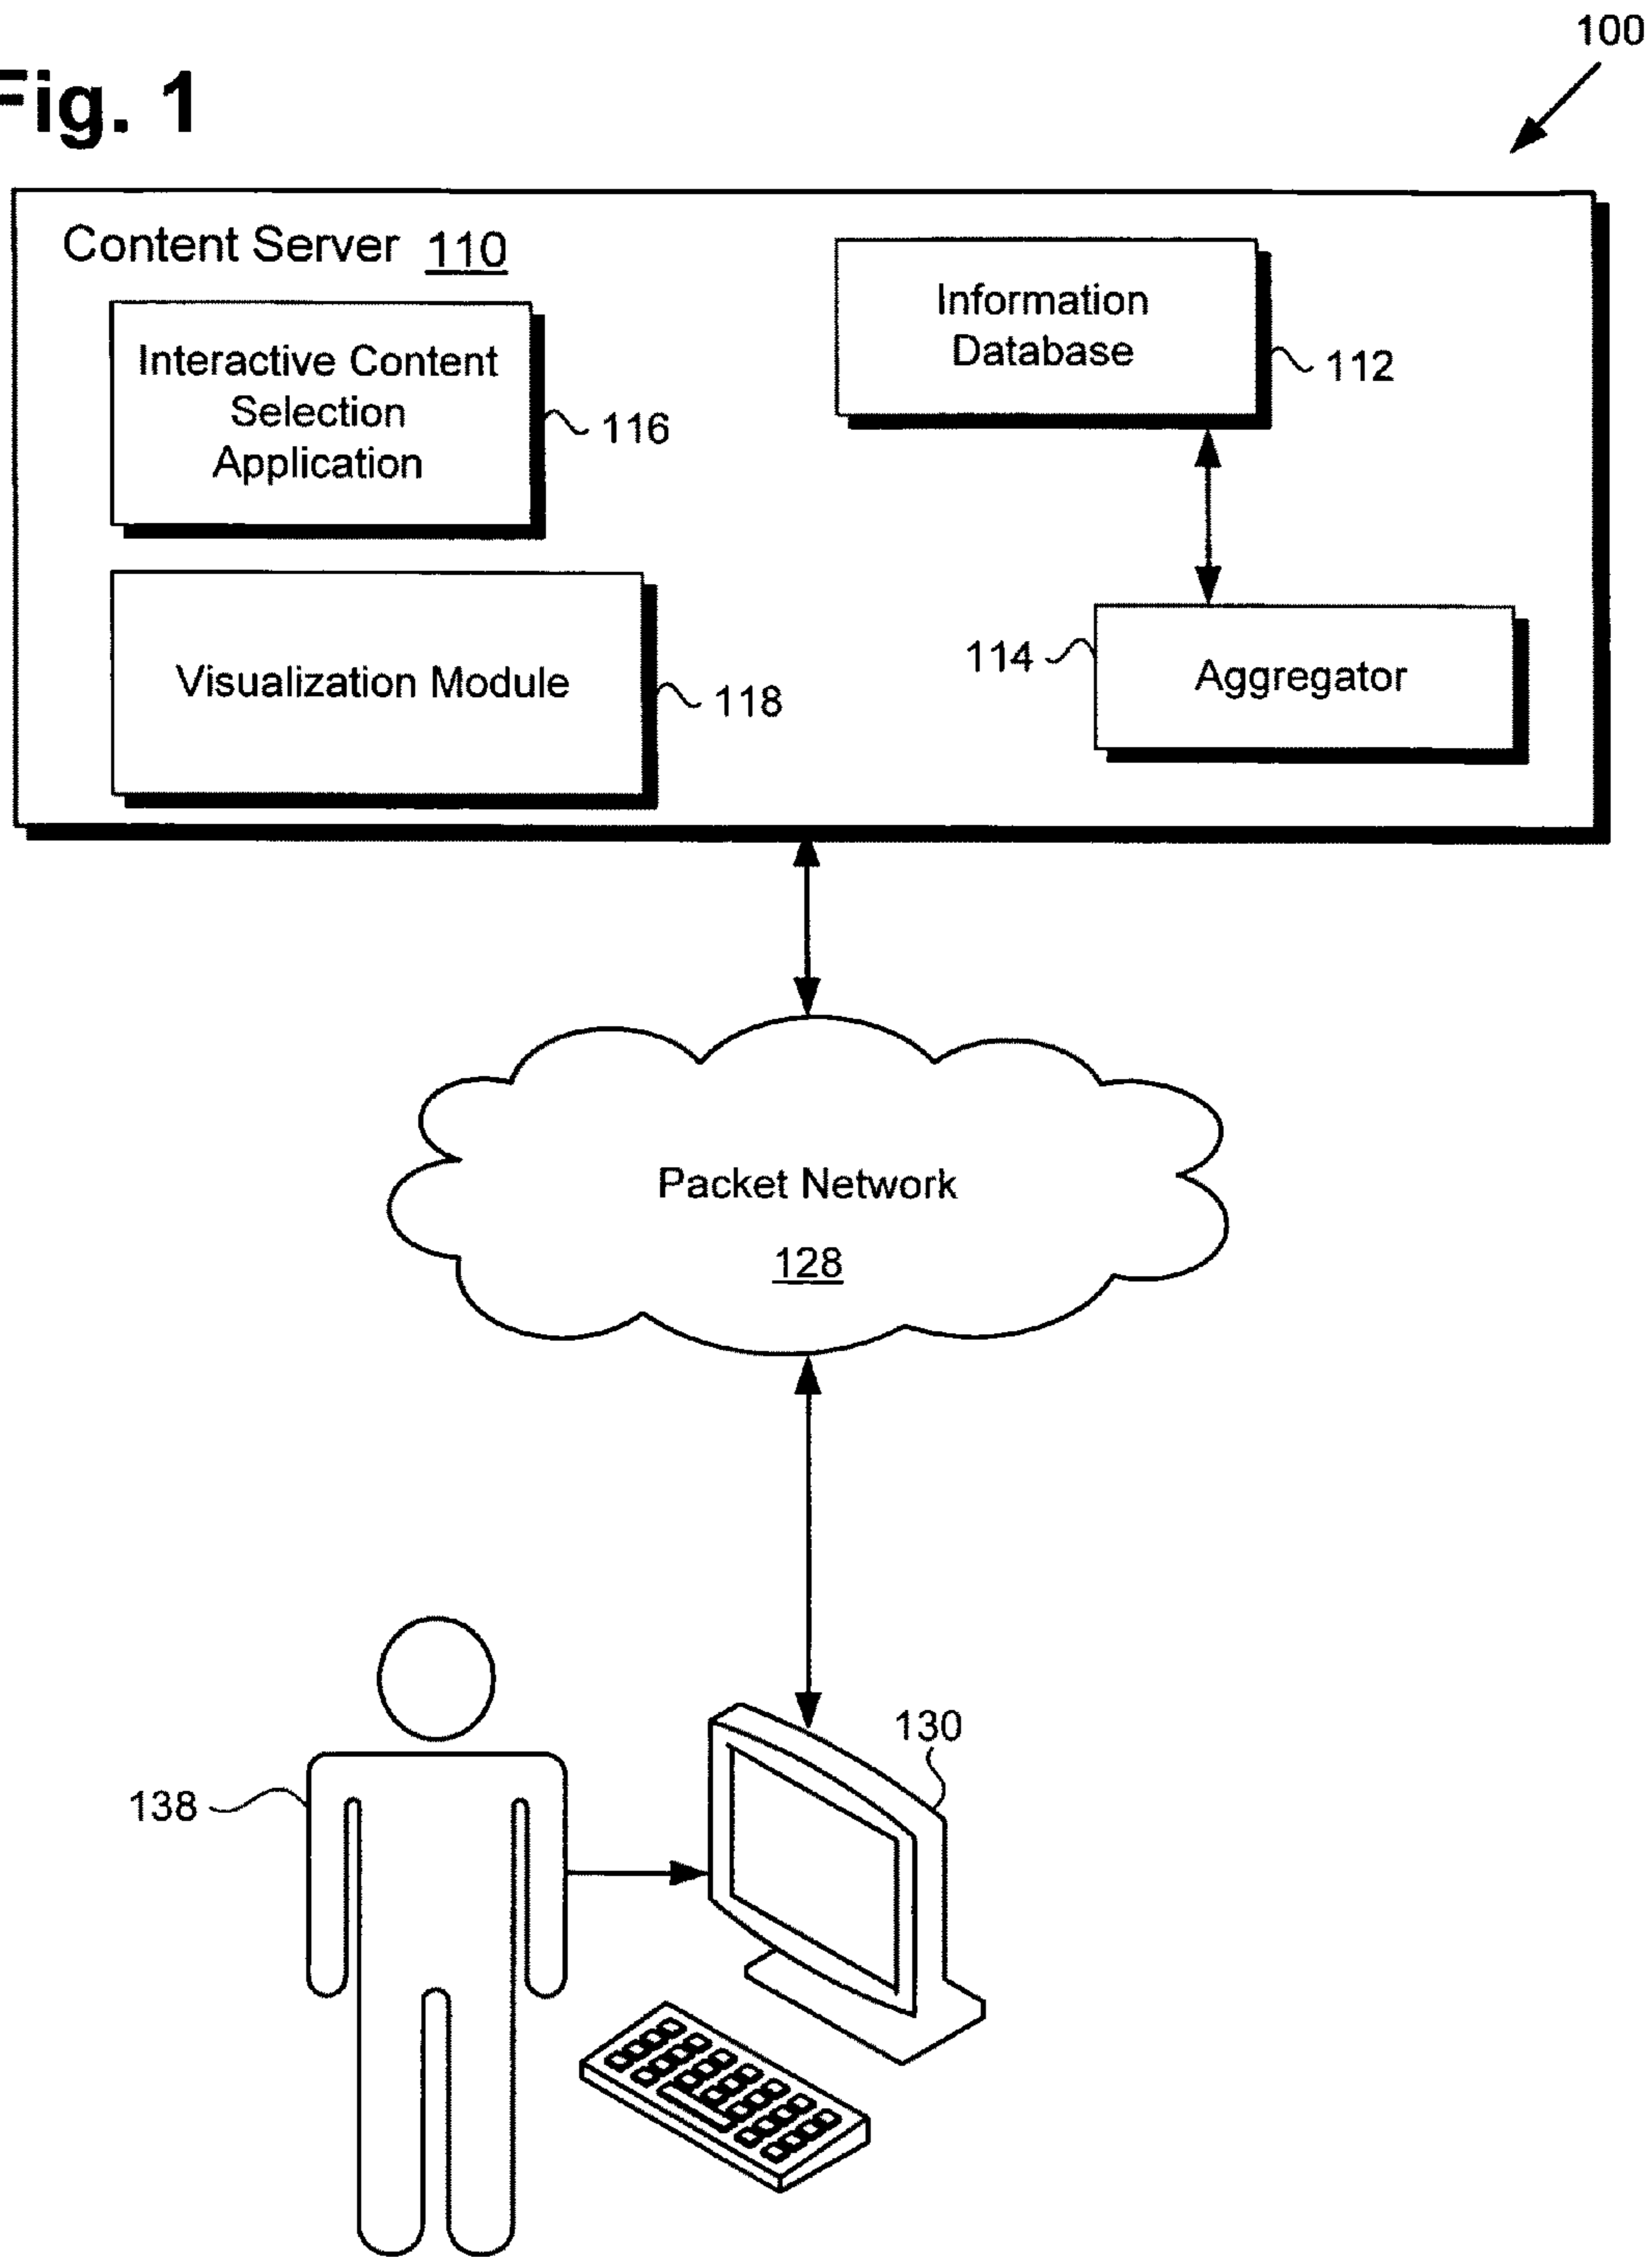 100
Fig. 1
Content Server 110
Information
Database
112
Interactive Content
Selection
Application
116
114
Aggregator
Visualization Module
118
Packet Network
128
130
138